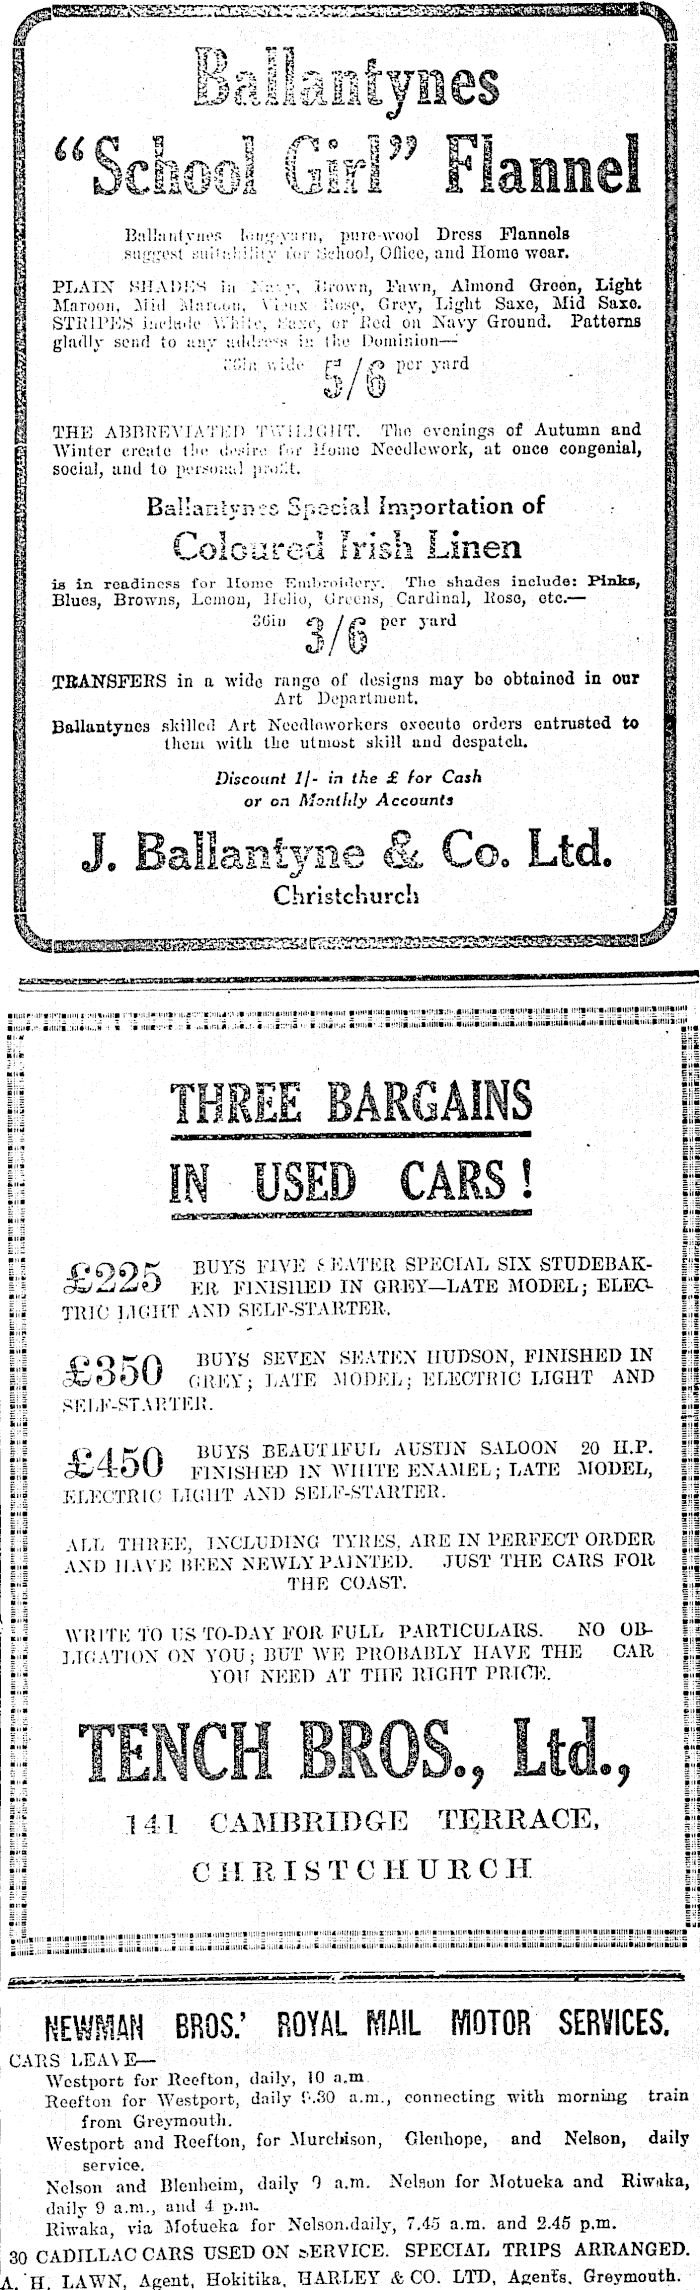 Ballantynes
"School Girl" Flannel
Ballantynes long-yarn, pure-wool Dress Flannels
suggest suitability for School, Office, and Home wear.
PLAIN SHADES in Navy, Brown, Fawn, Almond Green, Light
Maroon, Mid Maroon, Vieux Rose, Grey, Light Saxe, Mid Saxe.
STRIPES include White, Saxe, or Red on Navy Ground. Patterns
gladly send to any address in the Dominion—
36in wide 5/6 per yard
THE ABBREVIATED TWILIGHT. The evenings of Autumn and
Winter create the desire for Home Needlework, at once congenial,
social, and to personal profit.
Ballantynes Special Importation of
Coloured Irish Linen
is in readiness for Home Embroidery. The shades include: Pinks,
Blues, Browns, Lemon, Helio, Greens, Cardinal, Rose, etc.—
36in 3/6 per yard
TRANSFERS in a wide range of designs may be obtained in our
Art Department.
Ballantynes skilled Art Needleworkers execute orders entrusted to
them with the utmost skill and despatch.
Discount 1/- in the £ for Cash
or on Monthly Accounts
J. Ballantyne & Co. Ltd.
Christchurch
THREE BARGAINS
IN USED CARS!
£225 BUYS FIVE SEATER SPECIAL SIX STUDEBAK-
ER FINISHED IN GREY—LATE MODEL; ELEC-
TRIC LIGHT AND SELF-STARTER.
£350 BUYS SEVEN SEATEN HUDSON, FINISHED IN
GREY; LATE MODEL; ELECTRIC LIGHT AND
SELF-STARTER.
£450 BUYS BEAUTIFUL AUSTIN SALOON 20 H.P.
FINISHED IN WHITE ENAMEL; LATE MODEL,
ELECTRIC LIGHT AND SELF-STARTER.
ALL THREE, INCLUDING TYRES, ARE IN PERFECT ORDER
AND HAVE BEEN NEWLY PAINTED. JUST THE CARS FOR
THE COAST.
WRITE TO US TO-DAY FOR FULL PARTICULARS. NO OB-
LIGATION ON YOU; BUT WE PROBABLY HAVE THE CAR
YOU NEED AT THE RIGHT PRICE.
TENCH BROS., Ltd.,
141 CAMBRIDGE TERRACE,
CHRISTCHURCH
NEWMAN BROS.' ROYAL MAIL MOTOR SERVICES.
CARS LEAVE—
Westport for Reefton, daily, 10 a.m
Reefton for Westport, daily a.m., connecting with morning train
from Greymouth.
Westport and Reefton, for Murchison, Glenhope, and Nelson, daily
service.
Nelson and Blenheim, daily 9 a.m. Nelson for Motueka and Riwaka,
daily 9 a.m., and 4 p.m.
Riwaka, via Motueka for Nelson.daily, 7.45 a.m. and 2.45 p.m.
30 CADILLAC CARS USED ON SERVICE. SPECIAL TRIPS ARRANGED.
A. H. LAWN, Agent, Hokitika, HARLEY & CO. LTD, Agents, Greymouth.